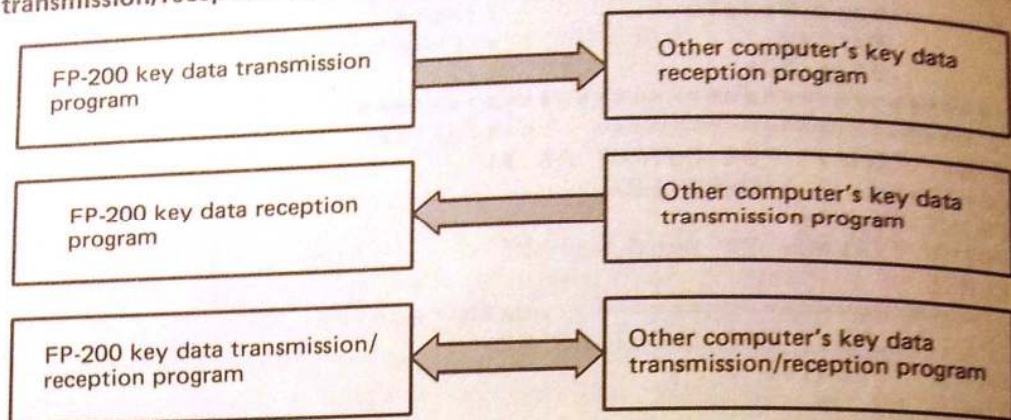 FP-200 key data transmission
program
Other computer's key data
reception program
FP-200 key data reception
program
Other computer's key data
transmission program
FP-200 key data transmission/
reception program
Other computer's key data
transmission/reception program